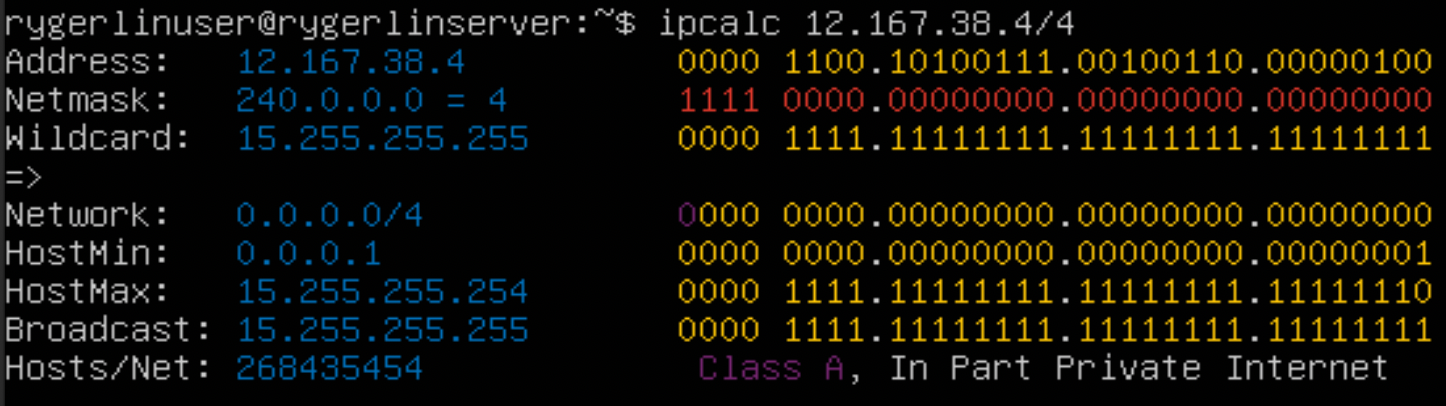 rygerlinuser@rygerlinserver:~$ ipcalc 12.167.38.4/4
Address: 12.167.38.4 0000 1100.10100111.00100110.00000100
Netmask: 240.0.0.0 = 4 1111 0000.00000000.00000000.00000000
Wildcard: 15.255.255.255 0000 1111.11111111.11111111.11111111
=>
Network: 0.0.0.0/4 0000 0000.00000000.00000000.00000000
HostMin: 0.0.0.1 0000 0000.00000000.00000000.00000001
HostMax: 15.255.255.254 0000 1111.11111111.11111111.11111110
Broadcast: 15.255.255.255 0000 1111.11111111.11111111.11111111
Hosts/Net: 268435454 Class A, In Part Private Internet